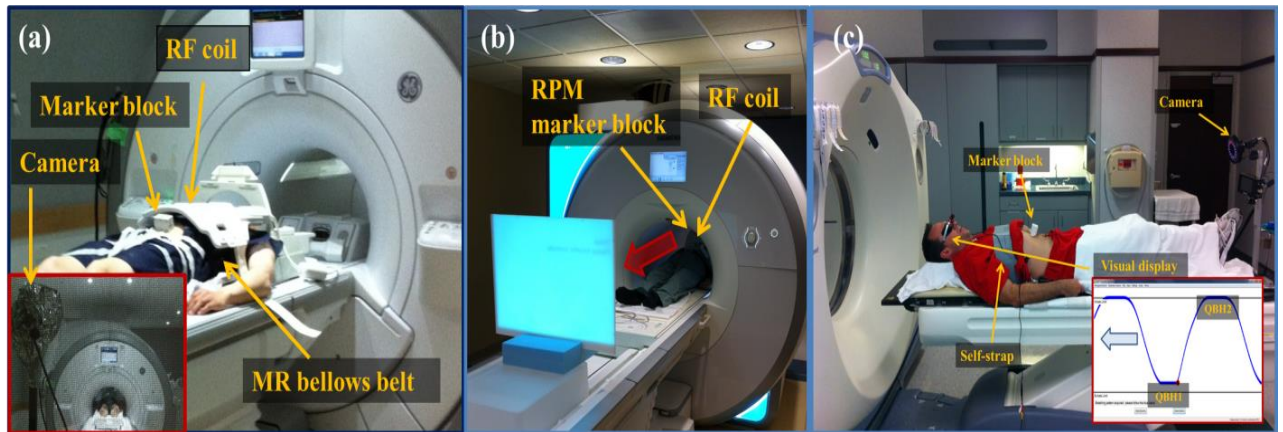 (a)
RF coil
Marker block
Camera
MR bellows belt
(b)
RPM
marker block
RF coil
(c)
Camera
Marker block
Visual display
Self-strap
QBH2
QBH1